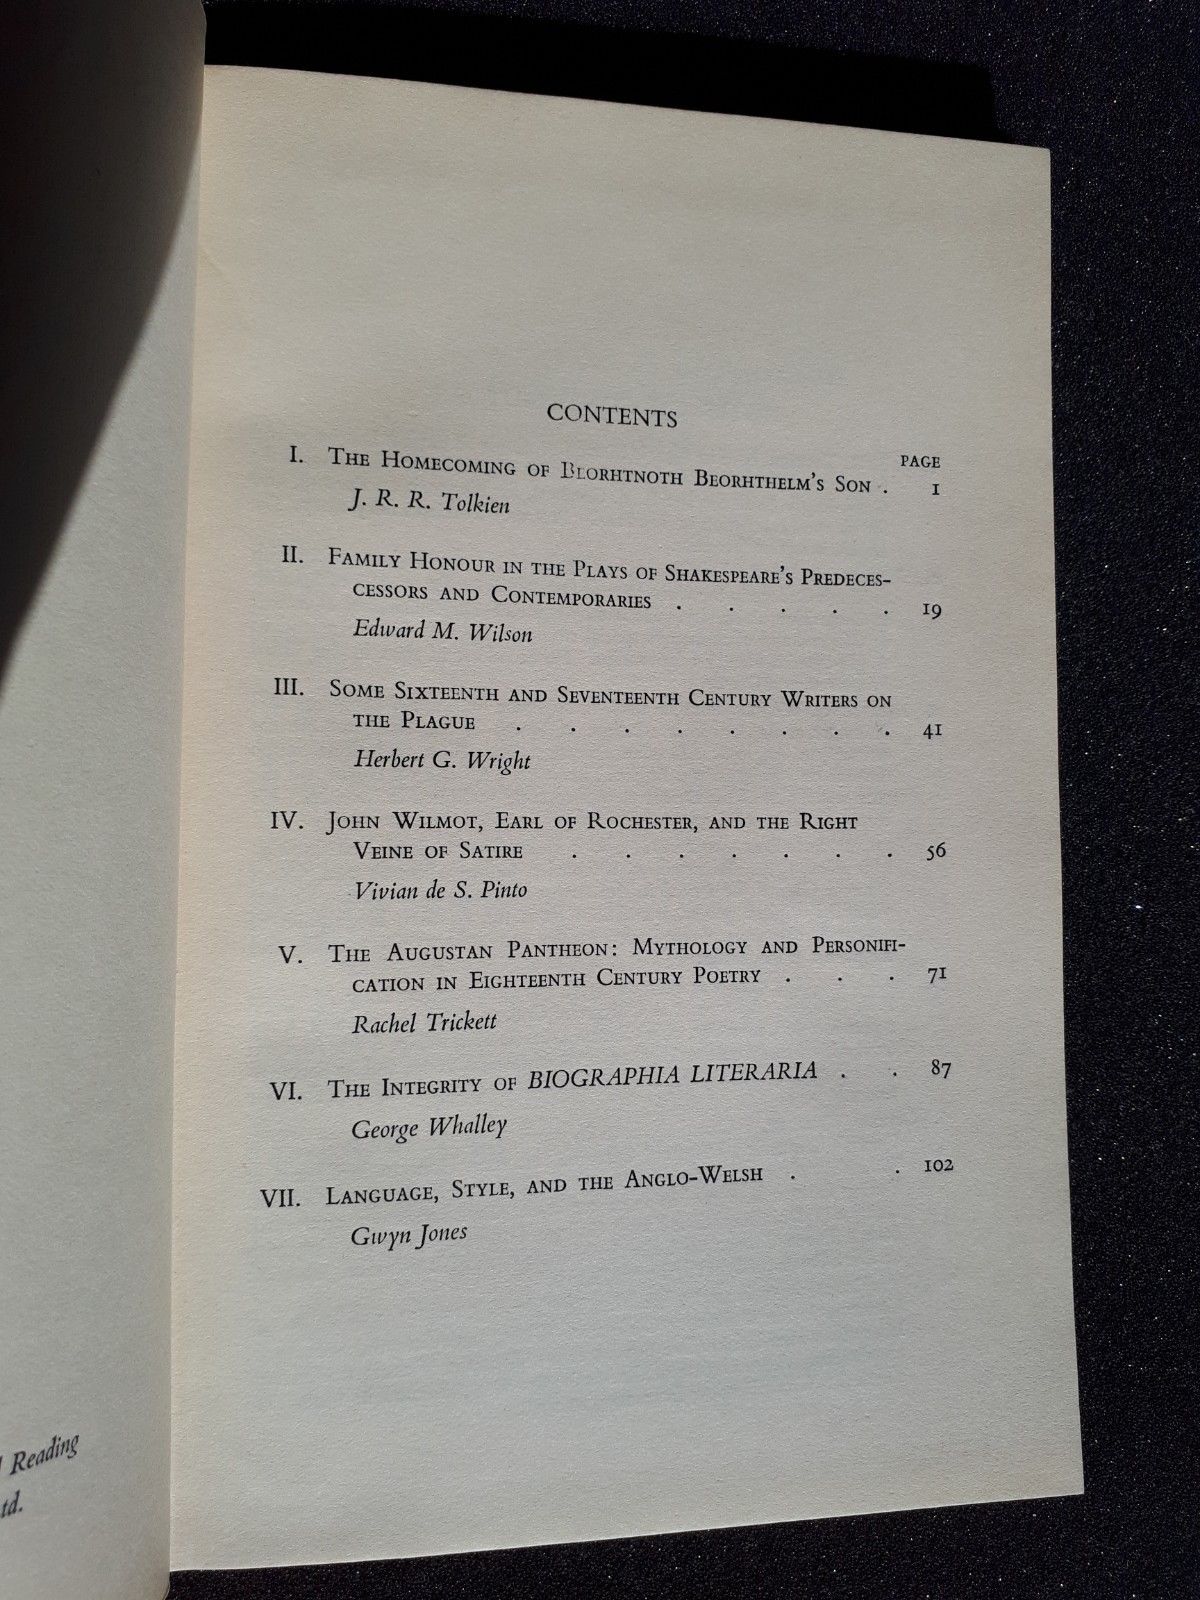 CONTENTS
PAGE
I. THE HOMECOMING OF BEORHTNOTH BEORHTHELM'S SON . 1
J. R. R. Tolkien
II. FAMILY HONOUR IN THE PLAYS OF SHAKESPEARE'S PREDECES-
CESSORS AND CONTEMPORARIES . . . . . 19
Edward M. Wilson
III. SOME SIXTEENTH AND SEVENTEENTH CENTURY WRITERS ON
THE PLAGUE . . . . . . . . 41
Herbert G. Wright
IV. JOHN WILMOT, EARL OF ROCHESTER, AND THE RIGHT
VEINE OF SATIRE . . . . . . . 56
Vivian de S. Pinto
V. THE AUGUSTAN PANTHEON: MYTHOLOGY AND PERSONIFI-
CATION IN EIGHTEENTH CENTURY POETRY . . . 71
Rachel Trickett
VI. THE INTEGRITY OF BIOGRAPHIA LITERARIA . . 87
George Whalley
VII. LANGUAGE, STYLE, AND THE ANGLO-WELSH . . 102
Gwyn Jones
Reading
td.